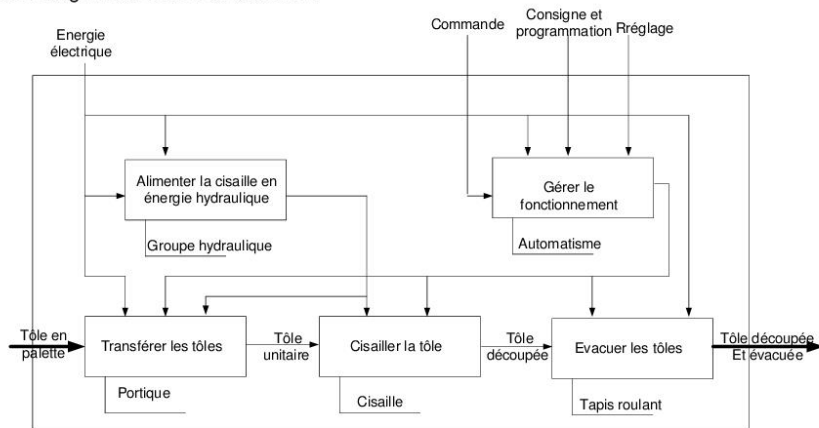 Consigne et
Commande
programmation
Rréglage
Energie
électrique
Alimenter la cisaille en
énergie hydraulique
Gérer le
fonctionnement
Groupe hydraulique
Automatisme
Tôle en
palette
Transférer les tôles
Tôle
unitaire
Cisailler la tôle
Tôle
découpée
Evacuer les tôles
Tôle découpée
Et évacuée
Portique
Cisaille
Tapis roulant